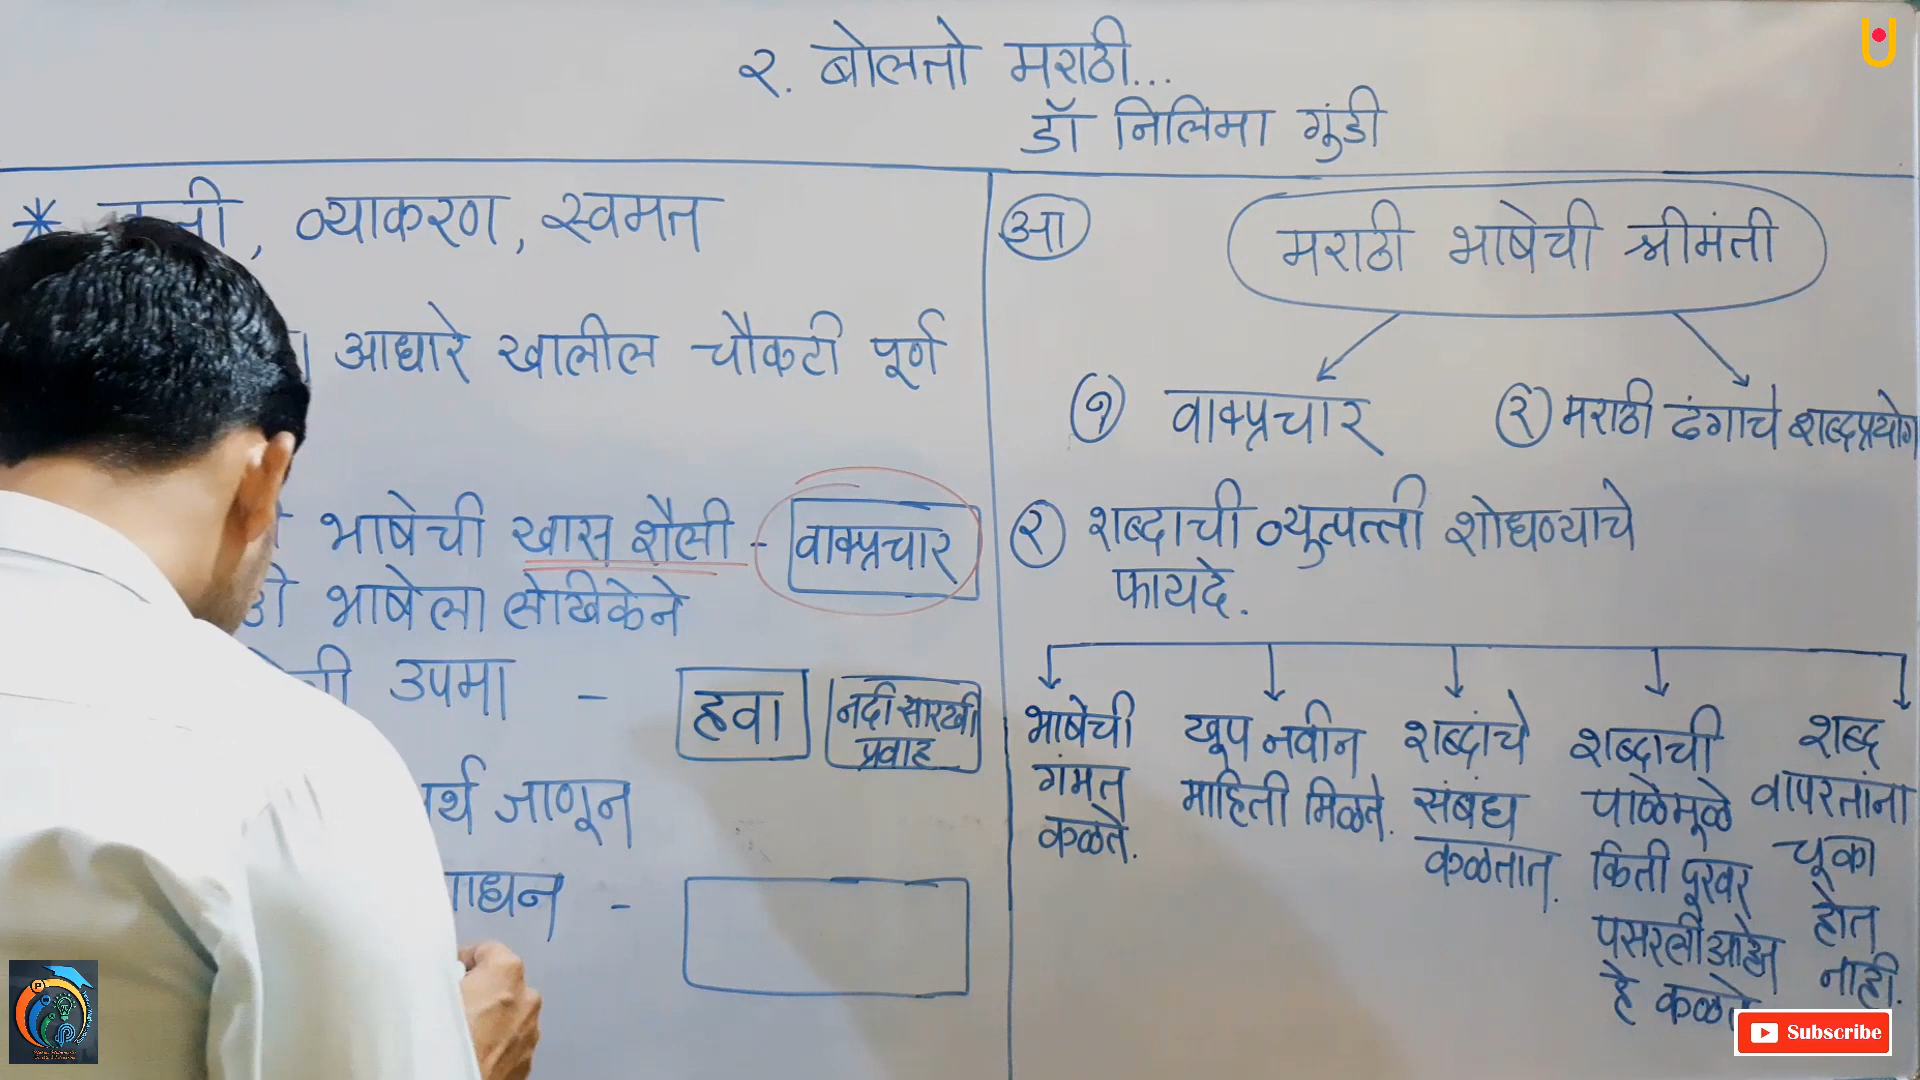 २. बोलतो मराठी...
डॉ निलिमा गुंडी
* , व्याकरण, स्वमत
आधारे खालील चौकटी पूर्ण
भाषेची खास शैली - वाक्प्रचार
भाषेला लेखिकेने
उपमा - हवा नदीसारखी प्रवाह
जाणून
-
आ मराठी भाषेची श्रीमंती
१ वाक्प्रचार २ मराठी ढंगाचे शब्दप्रयोग
२ शब्दाची व्युत्पत्ती शोधण्याचे
फायदे.
भाषेची
गंमत
कळते.
खूप नवीन
माहिती मिळते.
शब्दांचे
संबंध
कळतात.
शब्दाची
पाळेमूळे
किती दूरवर
पसरली आहेत
हे
शब्द
वापरतांना
चूका
होत
नाही.
Subscribe